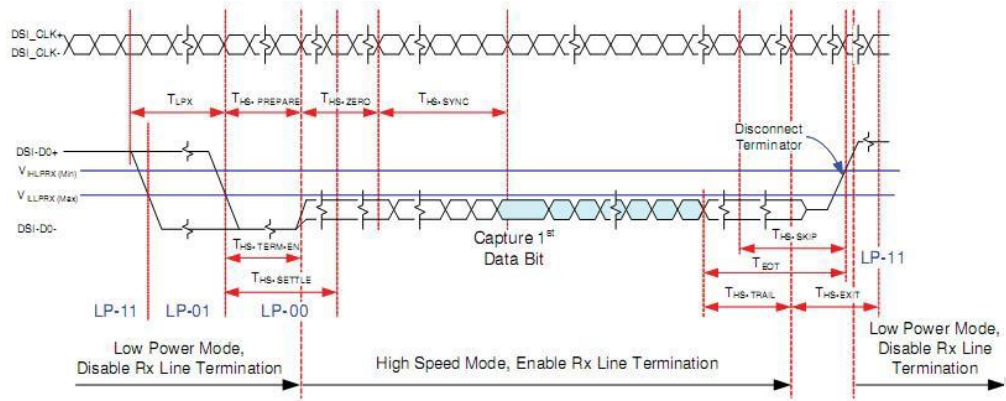 DSI_CLK+
DSI_CLK-
TLPX
THS-PREPARE
THS-ZERO
THS-SYNC
Disconnect
Terminator
DSI-D0+
VIHLPRX (Min)
VILLPRX (Max)
DSI-D0-
THS-TERM-EN
THS-SETTLE
Capture 1st
Data Bit
THS-SKIP
TEOT
THS-TRAIL
THS-EXIT
LP-11
LP-01
LP-00
LP-11
Low Power Mode,
Disable Rx Line Termination
High Speed Mode, Enable Rx Line Termination
Low Power Mode,
Disable Rx Line
Termination